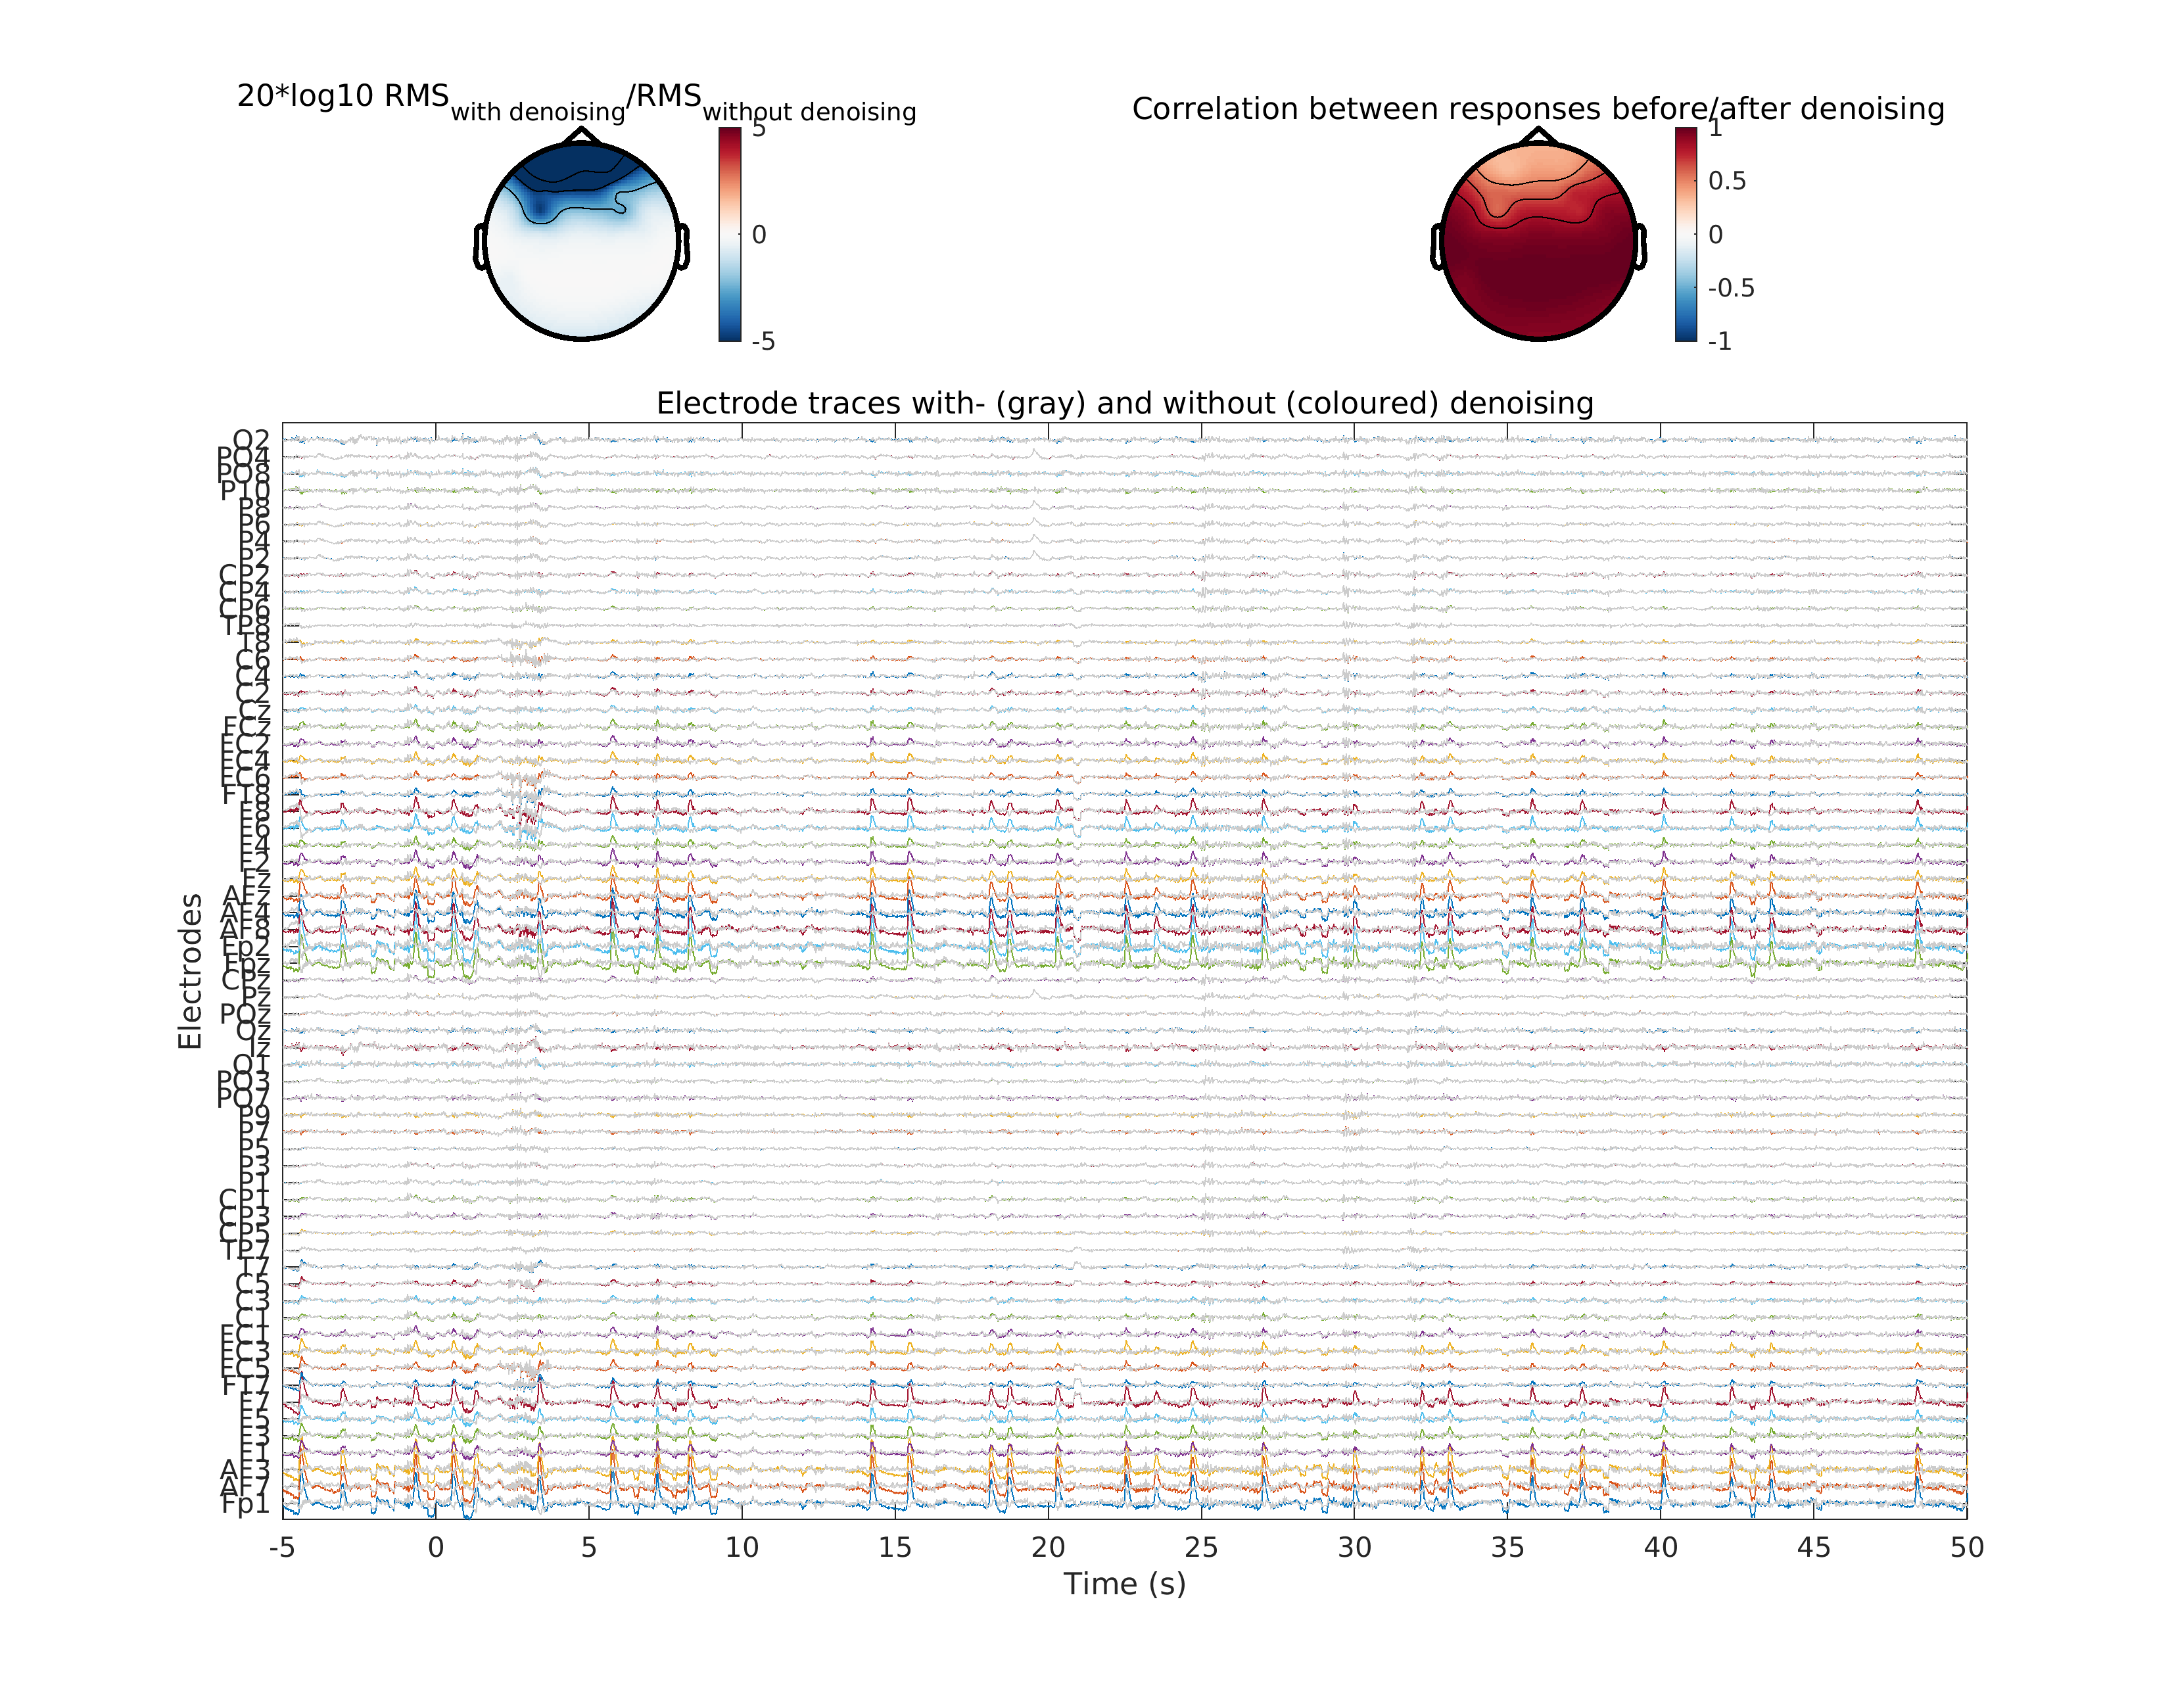 20*log10 RMS with denoising/RMS without denoising
Correlation between responses before/after denoising
5
0
-5
1
0.5
0
-0.5
-1
Electrode traces with- (gray) and without (coloured) denoising
Electrodes
O2
PO4
PO8
P10
P8
P6
P4
P2
CP2
CP4
CP6
TP8
T8
C6
C4
C2
Cz
FCz
FC2
FC4
FC6
FT8
F8
F6
F4
F2
Fz
AFz
AF4
AF8
Fp2
Fpz
CPz
Pz
POz
Oz
Iz
O1
PO3
PO7
P9
P7
P5
P3
P1
CP1
CP3
CP5
TP7
T7
C5
C3
C1
FC1
FC3
FC5
FT7
F7
F5
F3
F1
AF3
AF7
Fp1
-5 0 5 10 15 20 25 30 35 40 45 50
Time (s)